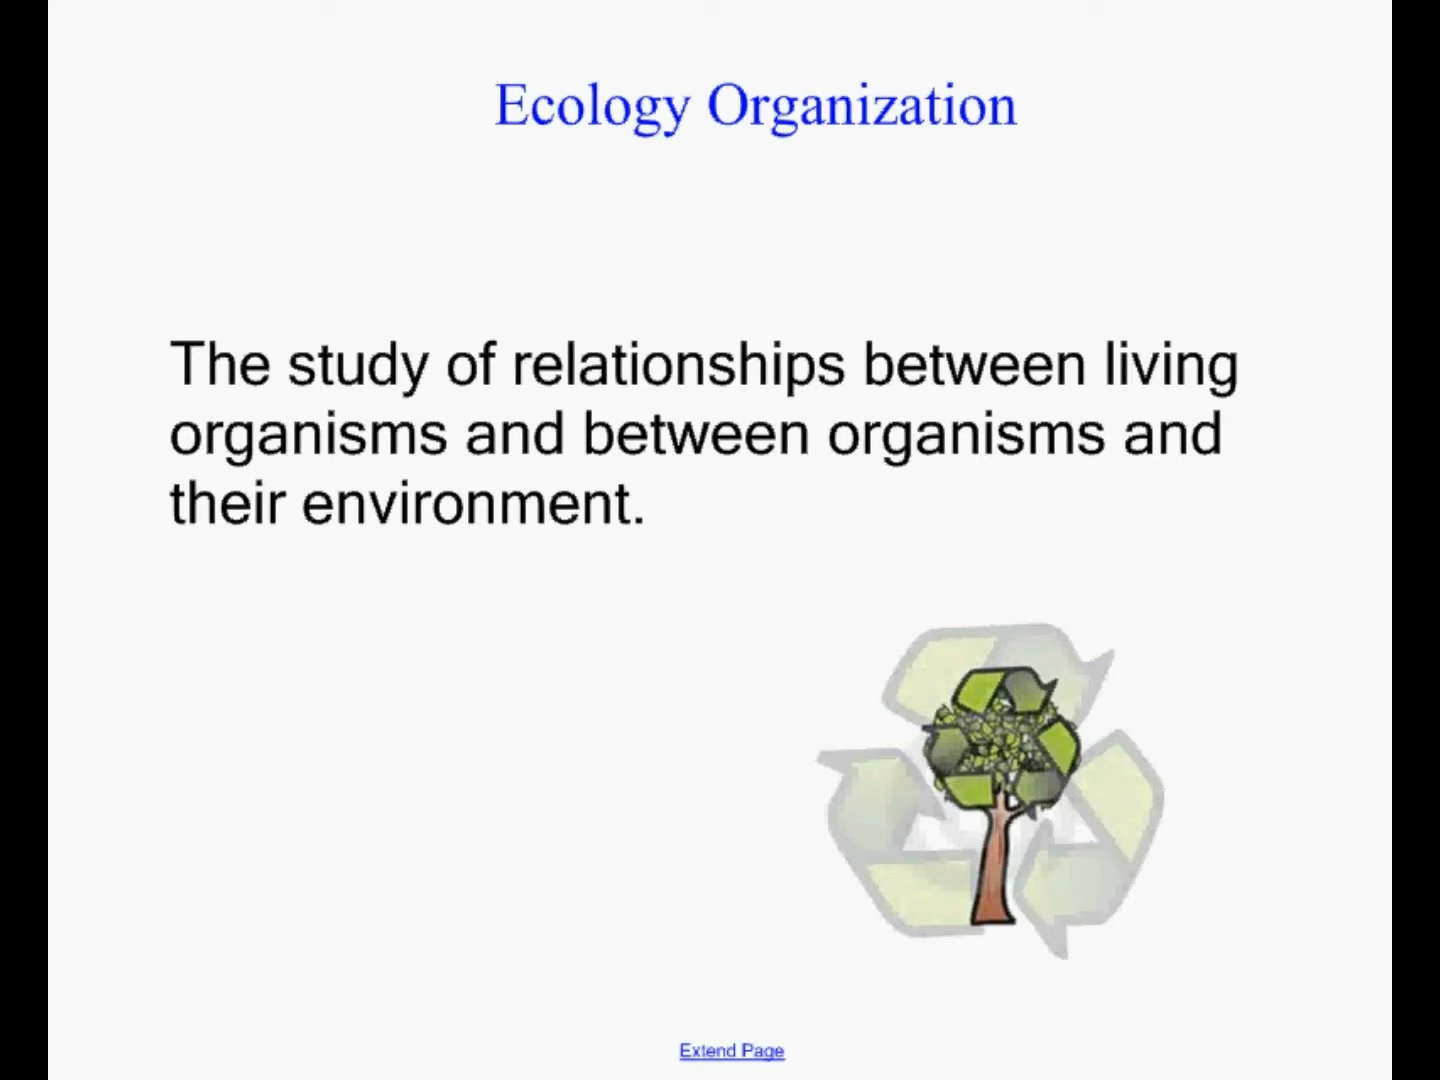 Ecology Organization
The study of relationships between living
organisms and between organisms and
their environment.
Extend Page